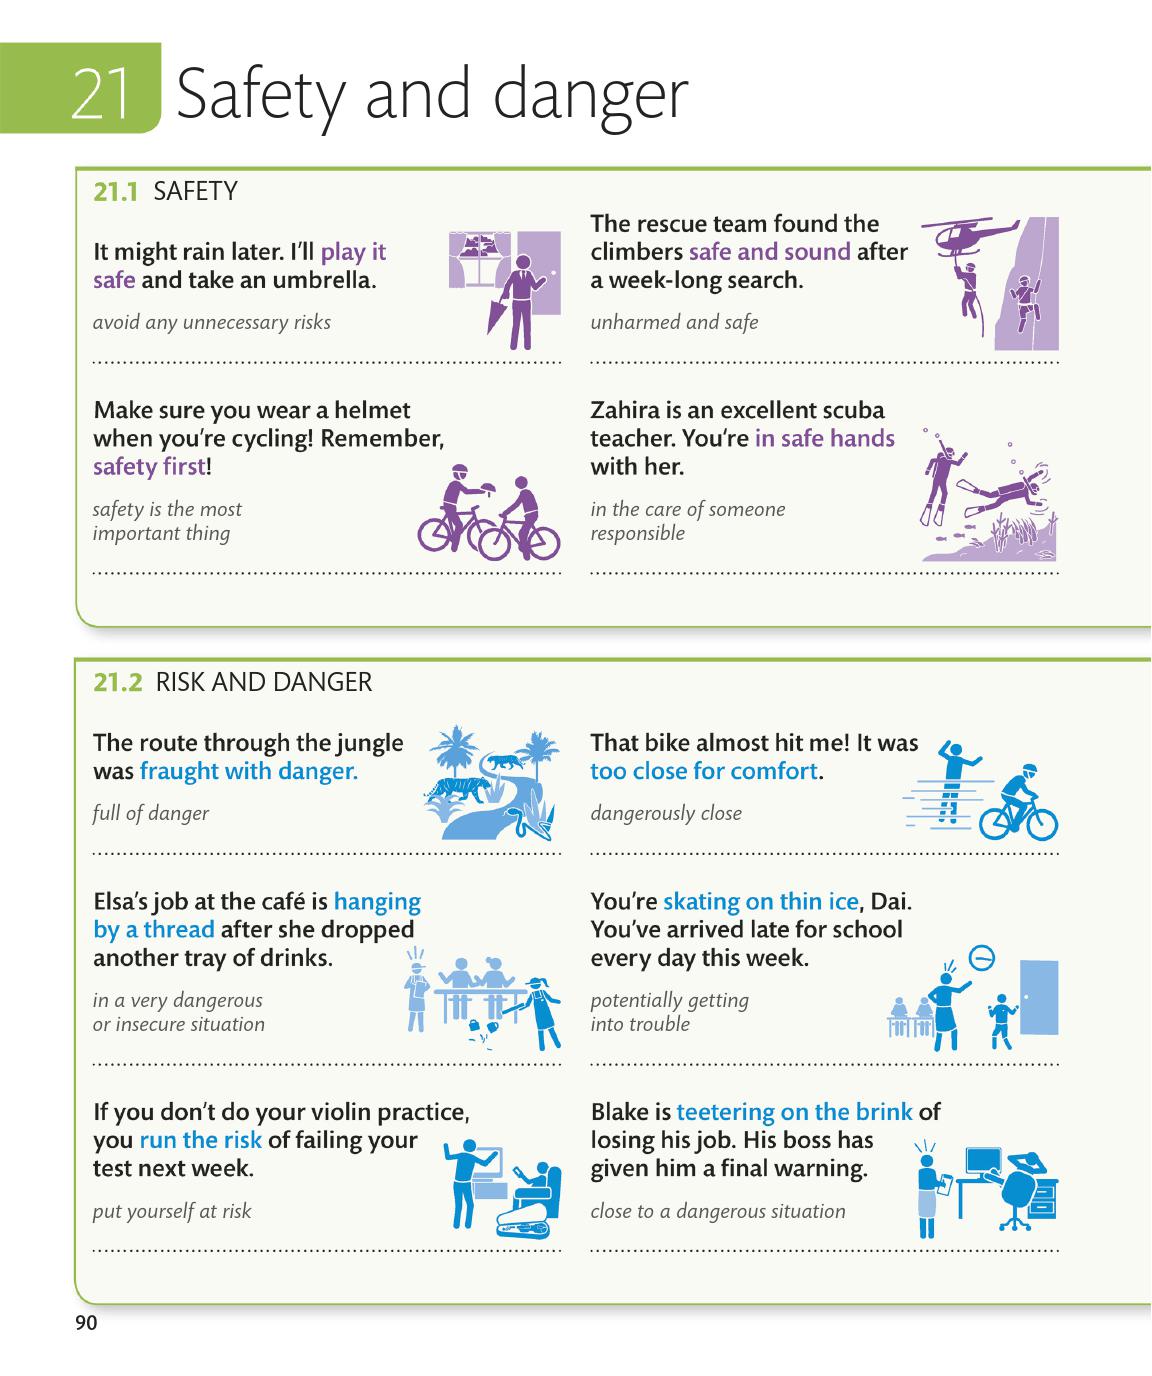 21 Safety and danger
21.1 SAFETY
It might rain later. I'll play it
safe and take an umbrella.
avoid any unnecessary risks
The rescue team found the
climbers safe and sound after
a week-long search.
unharmed and safe
Make sure you wear a helmet
when you're cycling! Remember,
safety first!
safety is the most
important thing
Zahira is an excellent scuba
teacher. You're in safe hands
with her.
in the care of someone
responsible
21.2 RISK AND DANGER
The route through the jungle
was fraught with danger.
full of danger
That bike almost hit me! It was
too close for comfort.
dangerously close
Elsa's job at the café is hanging
by a thread after she dropped
another tray of drinks.
in a very dangerous
or insecure situation
You're skating on thin ice, Dai.
You've arrived late for school
every day this week.
potentially getting
into trouble
If you don't do your violin practice,
you run the risk of failing your
test next week.
put yourself at risk
Blake is teetering on the brink of
losing his job. His boss has
given him a final warning.
close to a dangerous situation
90